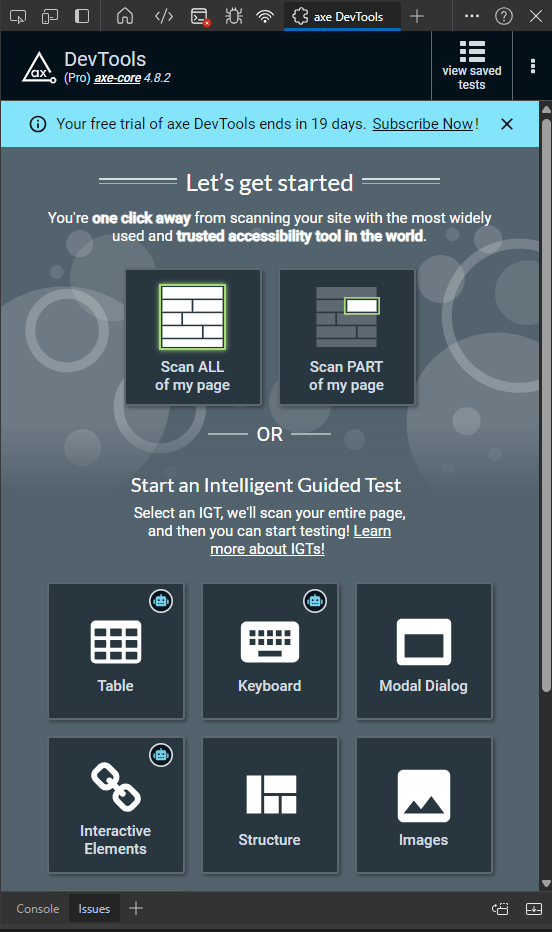 axe DevTools
ax
DevTools
(Pro) axe-core 4.8.2
view saved
tests
Your free trial of axe DevTools ends in 19 days. Subscribe Now!
Let's get started
You're one click away from scanning your site with the most widely
used and trusted accessibility tool in the world.
Scan ALL
of my page
Scan PART
of my page
OR
Start an Intelligent Guided Test
Select an IGT, we'll scan your entire page,
and then you can start testing! Learn
more about IGTs!
Table
Keyboard
Modal Dialog
Interactive
Elements
Structure
Images
Console
Issues